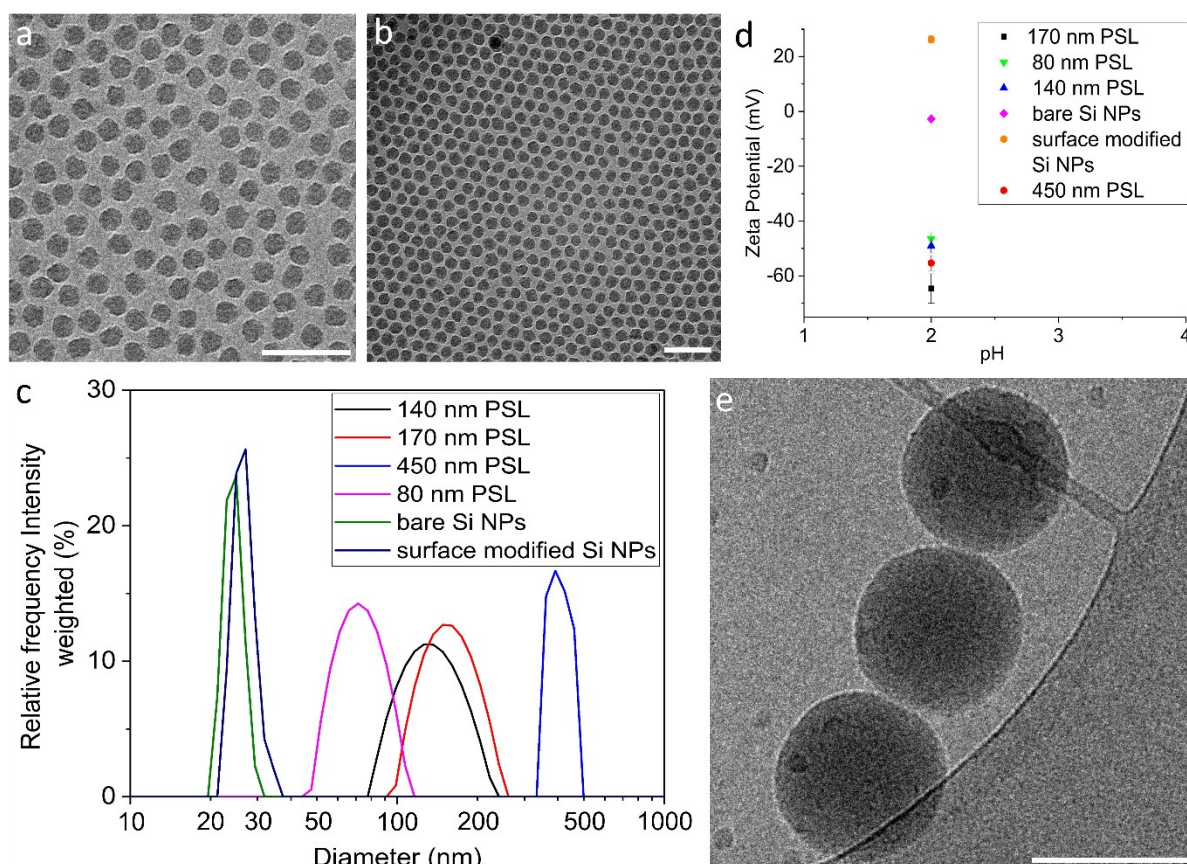 a
b
d
20
0
-20
-40
-60
Zeta Potential (mV)
1
2
3
4
pH
170 nm PSL
80 nm PSL
140 nm PSL
bare Si NPs
surface modified
Si NPs
450 nm PSL
c
30
20
10
0
Relative frequency Intensity
weighted (%)
140 nm PSL
170 nm PSL
450 nm PSL
80 nm PSL
bare Si NPs
surface modified Si NPs
10
20
30
50
100
200
500
1000
Diameter (nm)
e